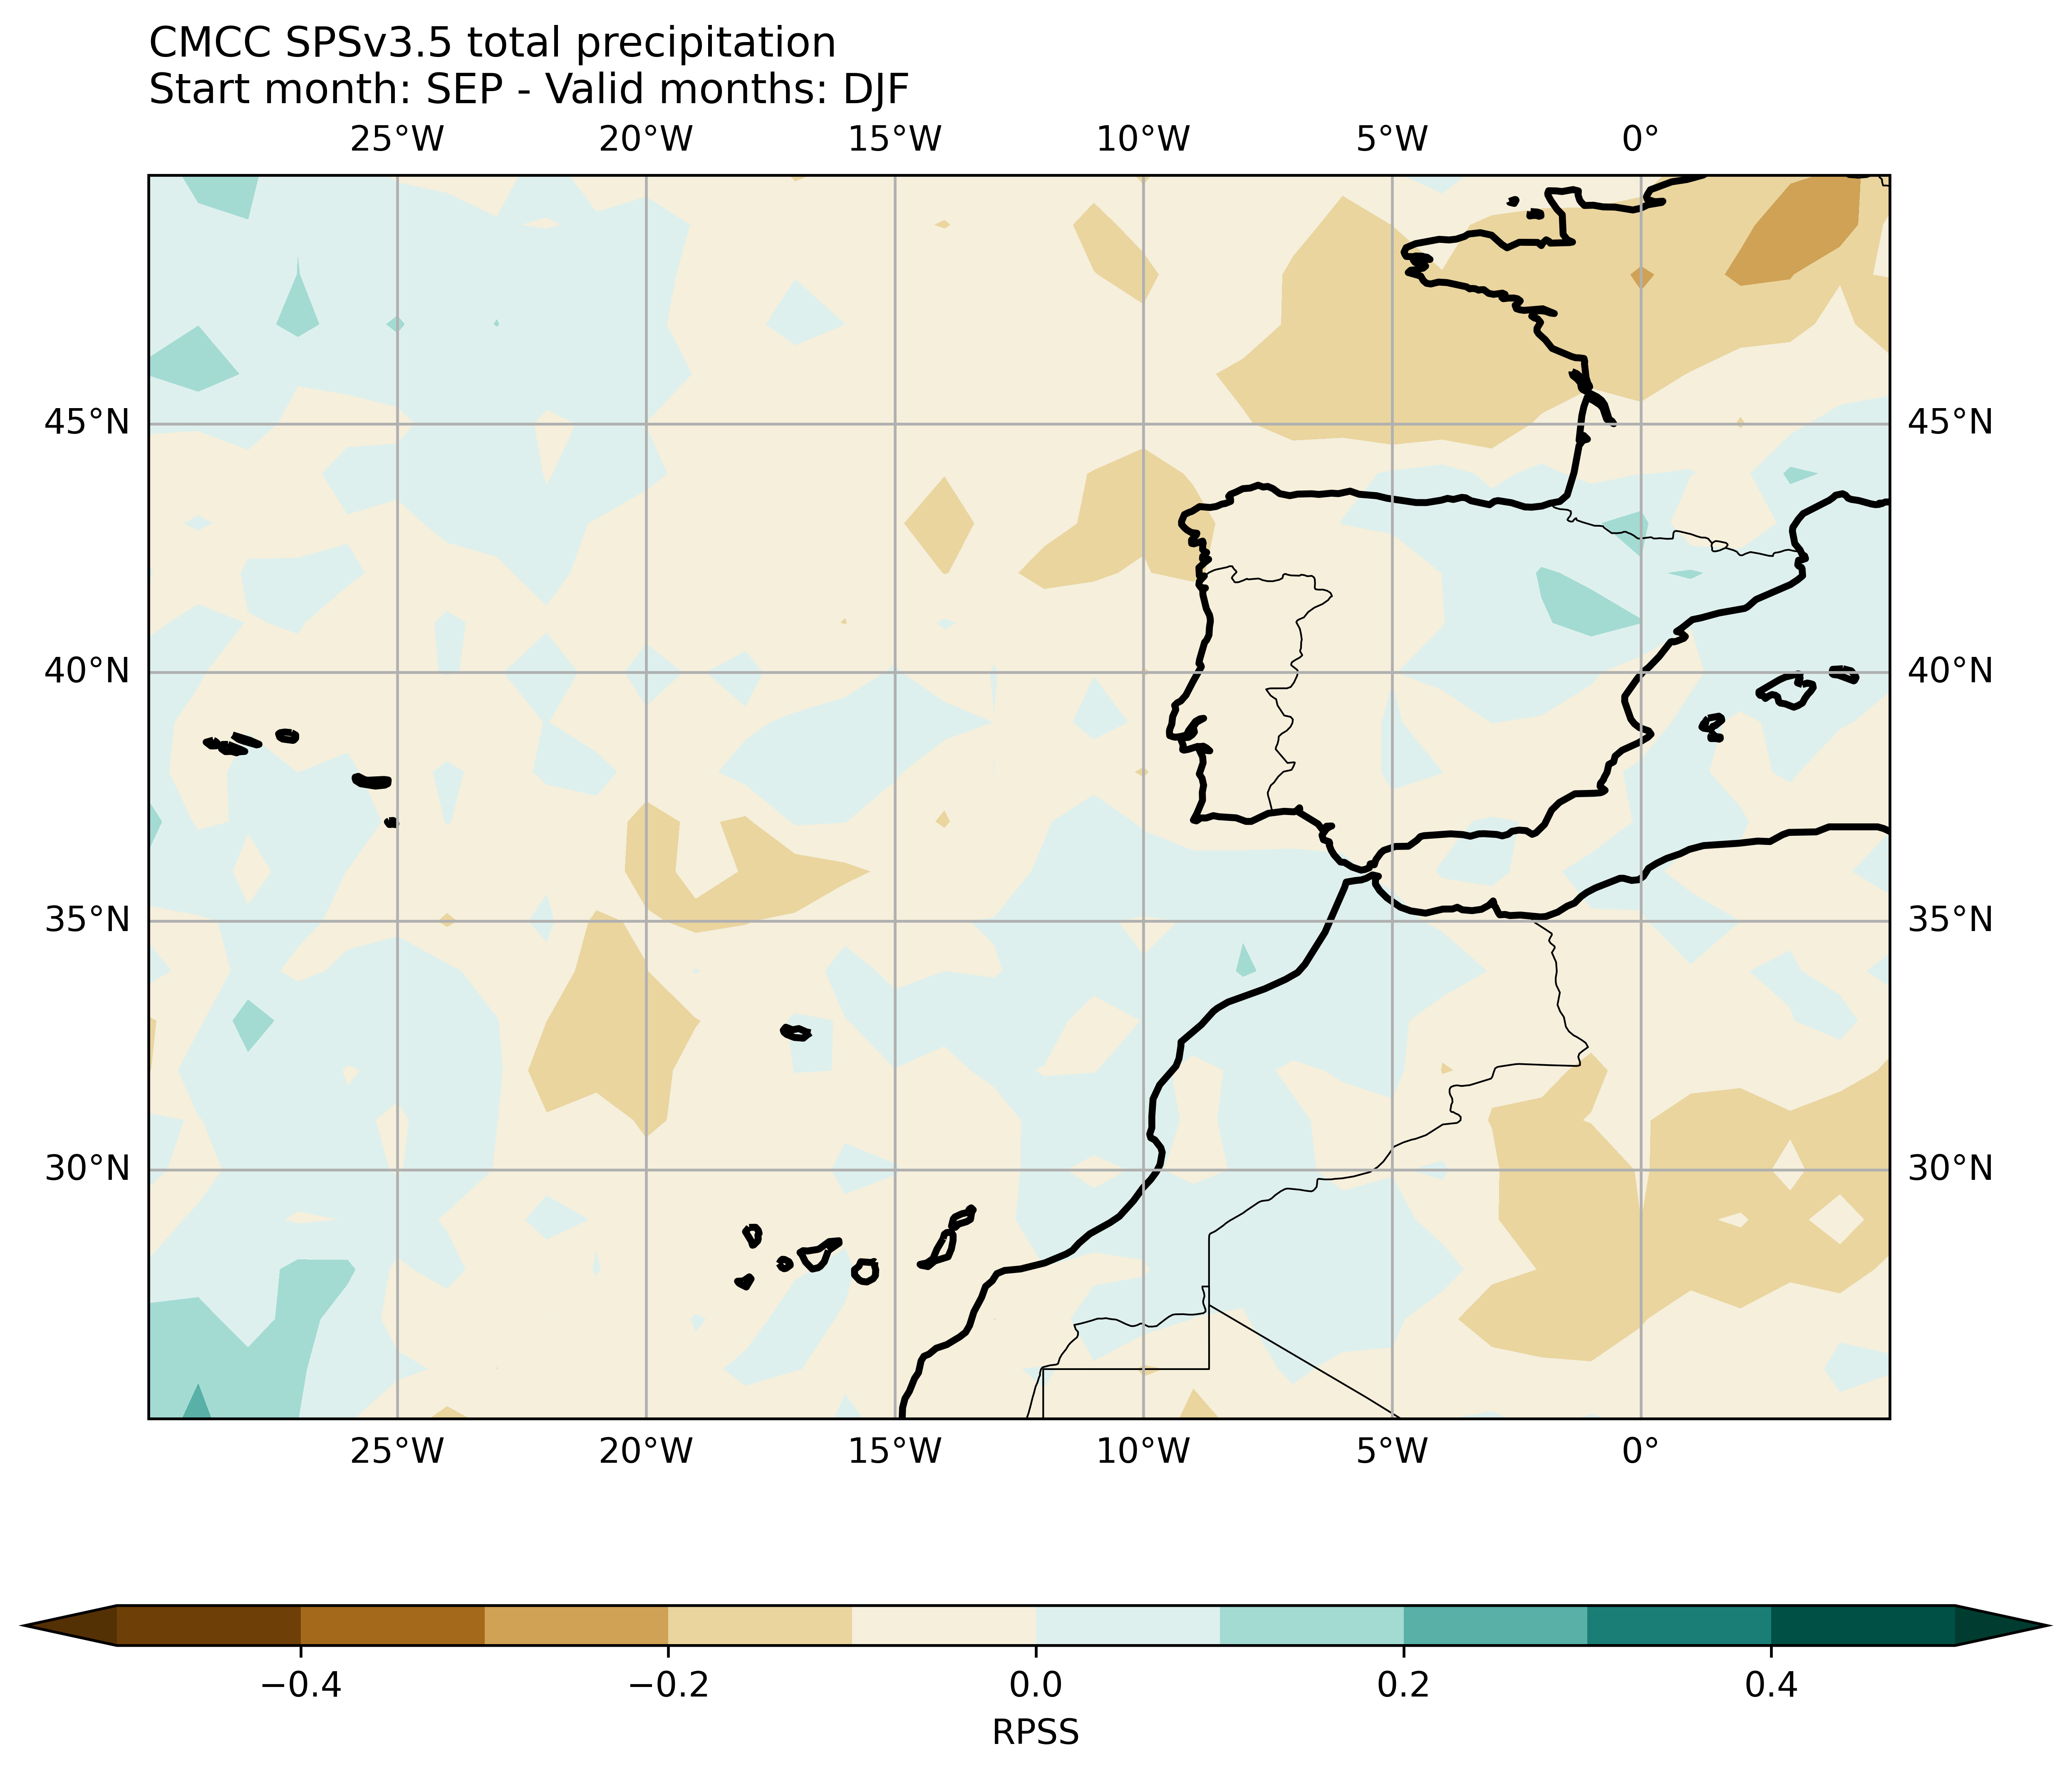 CMCC SPSv3.5 total precipitation
Start month: SEP - Valid months: DJF
25°W 20°W 15°W 10°W 5°W 0°
45°N 45°N
40°N 40°N
35°N 35°N
30°N 30°N
25°W 20°W 15°W 10°W 5°W 0°
−0.4 −0.2 0.0 0.2 0.4
RPSS